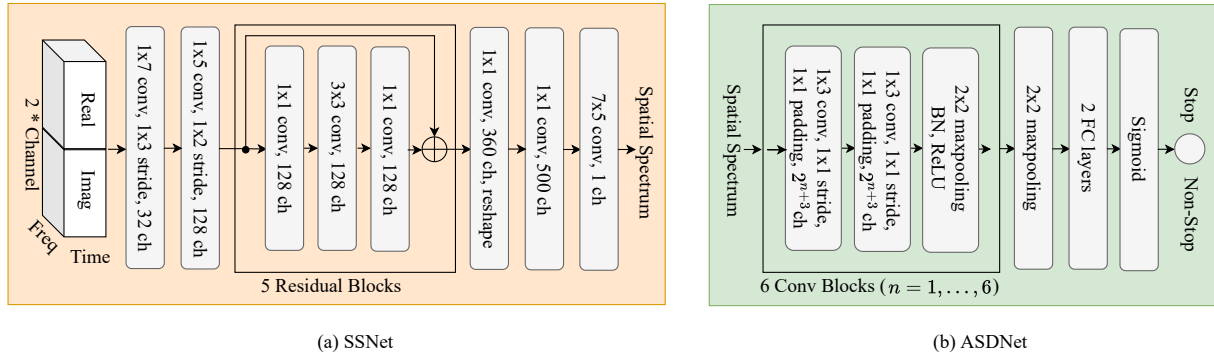 2 * Channel
Real
Imag
Freq
Time
1x7 conv, 1x3 stride, 32 ch
1x5 conv, 1x2 stride, 128 ch
1x1 conv, 128 ch
3x3 conv, 128 ch
1x1 conv, 128 ch
5 Residual Blocks
1x1 conv, 360 ch, reshape
1x1 conv, 500 ch
7x5 conv, 1 ch
Spatial Spectrum
(a) SSNet
Spatial Spectrum
1x3 conv, 1x1 stride,
1x1 padding, 2^{n+3} ch
1x3 conv, 1x1 stride,
1x1 padding, 2^{n+3} ch
2x2 maxpooling
BN, ReLU
6 Conv Blocks (n = 1, . . . , 6)
2x2 maxpooling
2 FC layers
Sigmoid
Stop
Non-Stop
(b) ASDNet